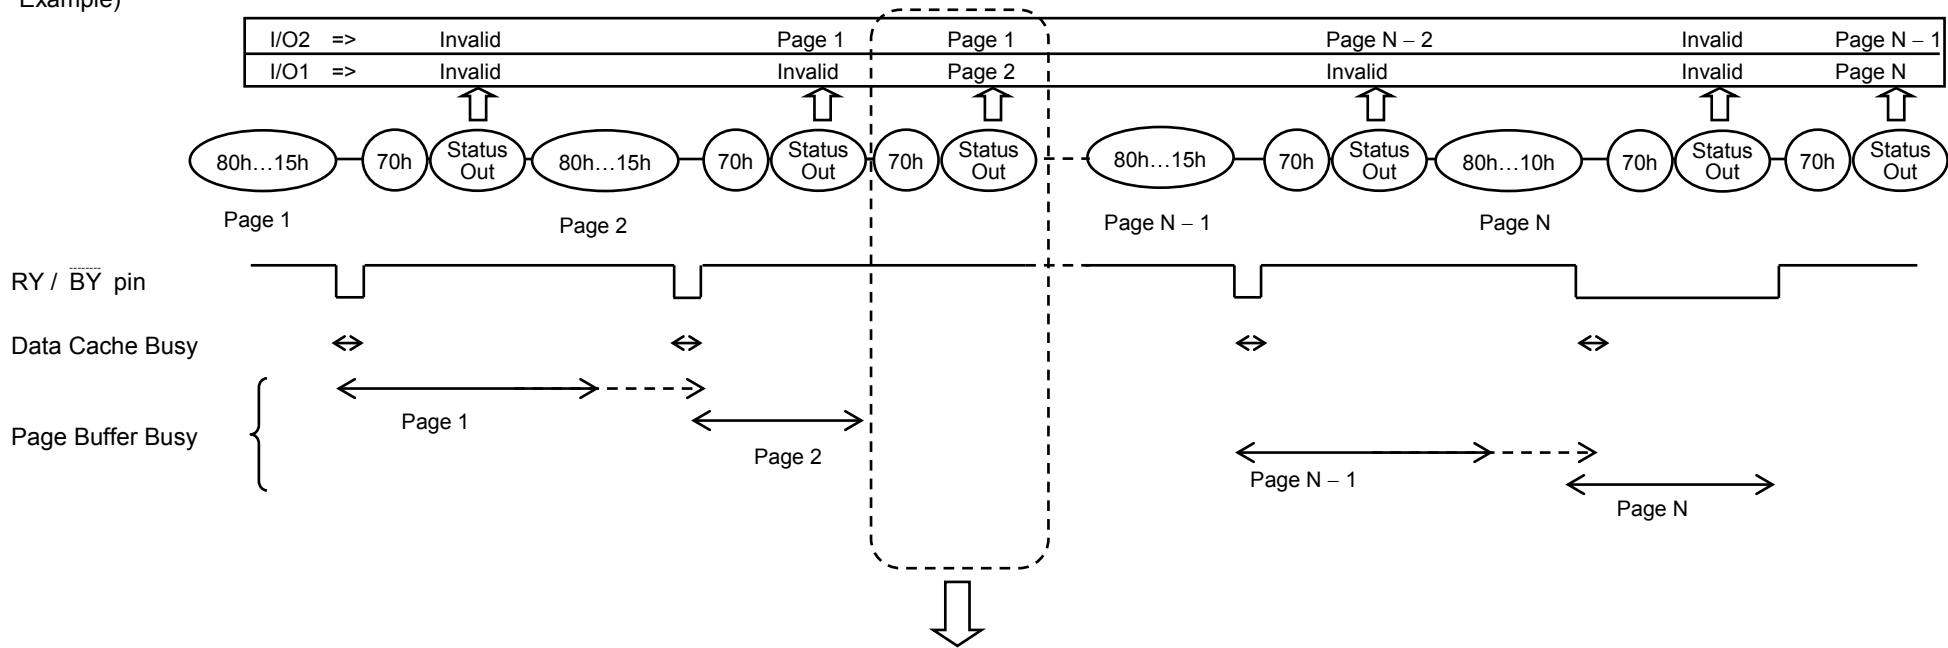 Example)
I/O2 => Invalid Page 1 Page 1 Page N – 2 Invalid Page N – 1
I/O1 => Invalid Invalid Page 2 Invalid Invalid Page N
80h…15h 70h Status Out 80h…15h 70h Status Out 70h Status Out 80h…15h 70h Status Out 80h…10h 70h Status Out 70h Status Out
Page 1 Page 2 Page N – 1 Page N
RY / BY pin
Data Cache Busy
Page 1
Page Buffer Busy
Page 2
Page N – 1
Page N